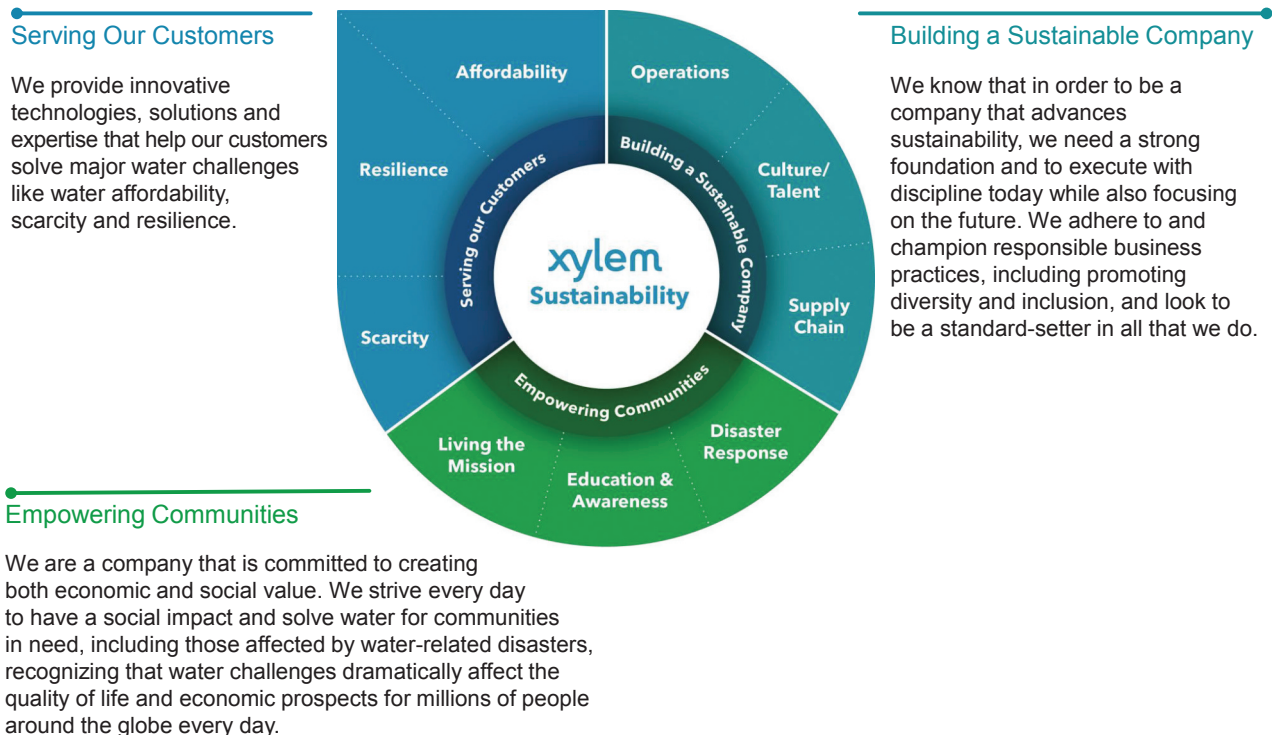 Serving Our Customers
We provide innovative
technologies, solutions and
expertise that help our customers
solve major water challenges
like water affordability,
scarcity and resilience.
Affordability
Resilience
Scarcity
Serving our Customers
Operations
Culture/
Talent
Supply
Chain
Building a Sustainable Company
xylem
Sustainability
Empowering Communities
Living the
Mission
Education &
Awareness
Disaster
Response
Building a Sustainable Company
We know that in order to be a
company that advances
sustainability, we need a strong
foundation and to execute with
discipline today while also focusing
on the future. We adhere to and
champion responsible business
practices, including promoting
diversity and inclusion, and look to
be a standard-setter in all that we do.
Empowering Communities
We are a company that is committed to creating
both economic and social value. We strive every day
to have a social impact and solve water for communities
in need, including those affected by water-related disasters,
recognizing that water challenges dramatically affect the
quality of life and economic prospects for millions of people
around the globe every day.